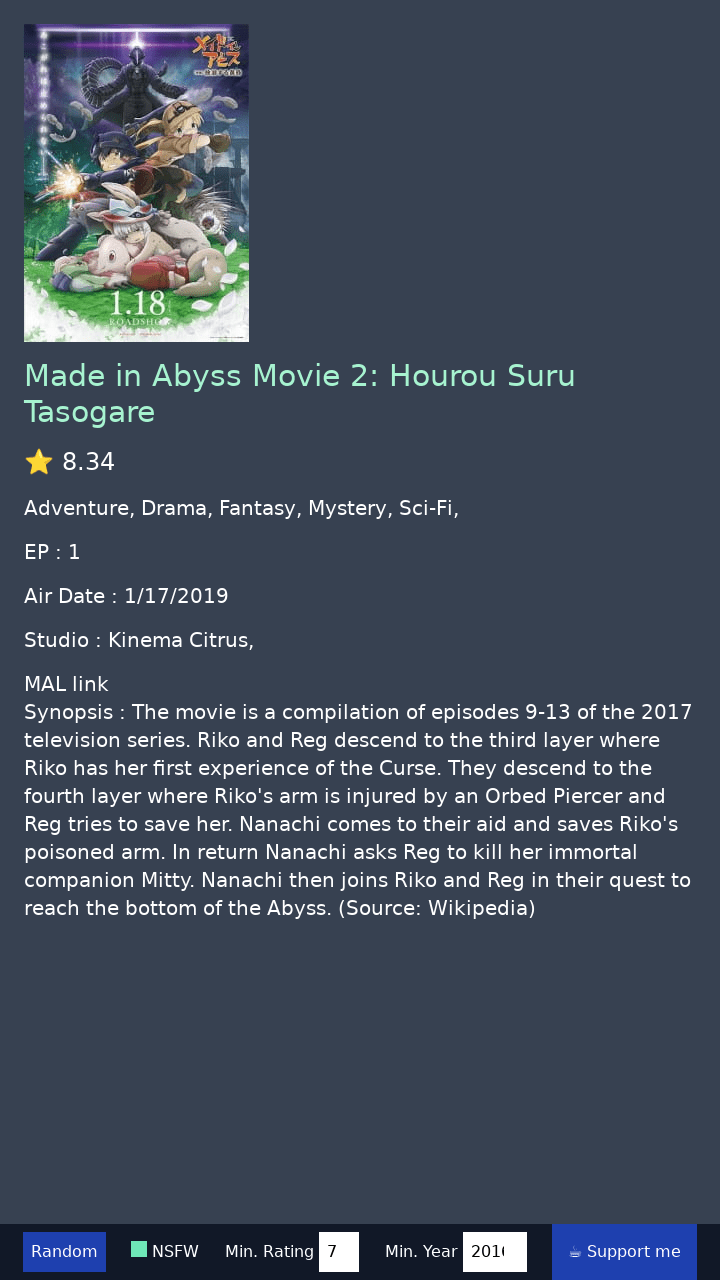 メイドインアビス
1.18
ROADSHOW
Made in Abyss Movie 2: Hourou Suru
Tasogare
⭐ 8.34
Adventure, Drama, Fantasy, Mystery, Sci-Fi,
EP : 1
Air Date : 1/17/2019
Studio : Kinema Citrus,
MAL link
Synopsis : The movie is a compilation of episodes 9-13 of the 2017
television series. Riko and Reg descend to the third layer where
Riko has her first experience of the Curse. They descend to the
fourth layer where Riko's arm is injured by an Orbed Piercer and
Reg tries to save her. Nanachi comes to their aid and saves Riko's
poisoned arm. In return Nanachi asks Reg to kill her immortal
companion Mitty. Nanachi then joins Riko and Reg in their quest to
reach the bottom of the Abyss. (Source: Wikipedia)
Random NSFW Min. Rating 7 Min. Year 2016 ☕ Support me